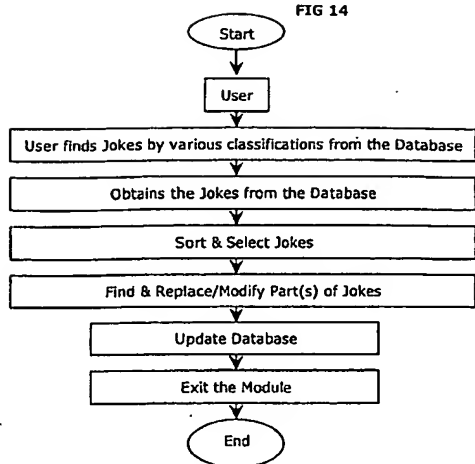 FIG 14
Start
User
User finds Jokes by various classifications from the Database
Obtains the Jokes from the Database
Sort & Select Jokes
Find & Replace/Modify Part(s) of Jokes
Update Database
Exit the Module
End